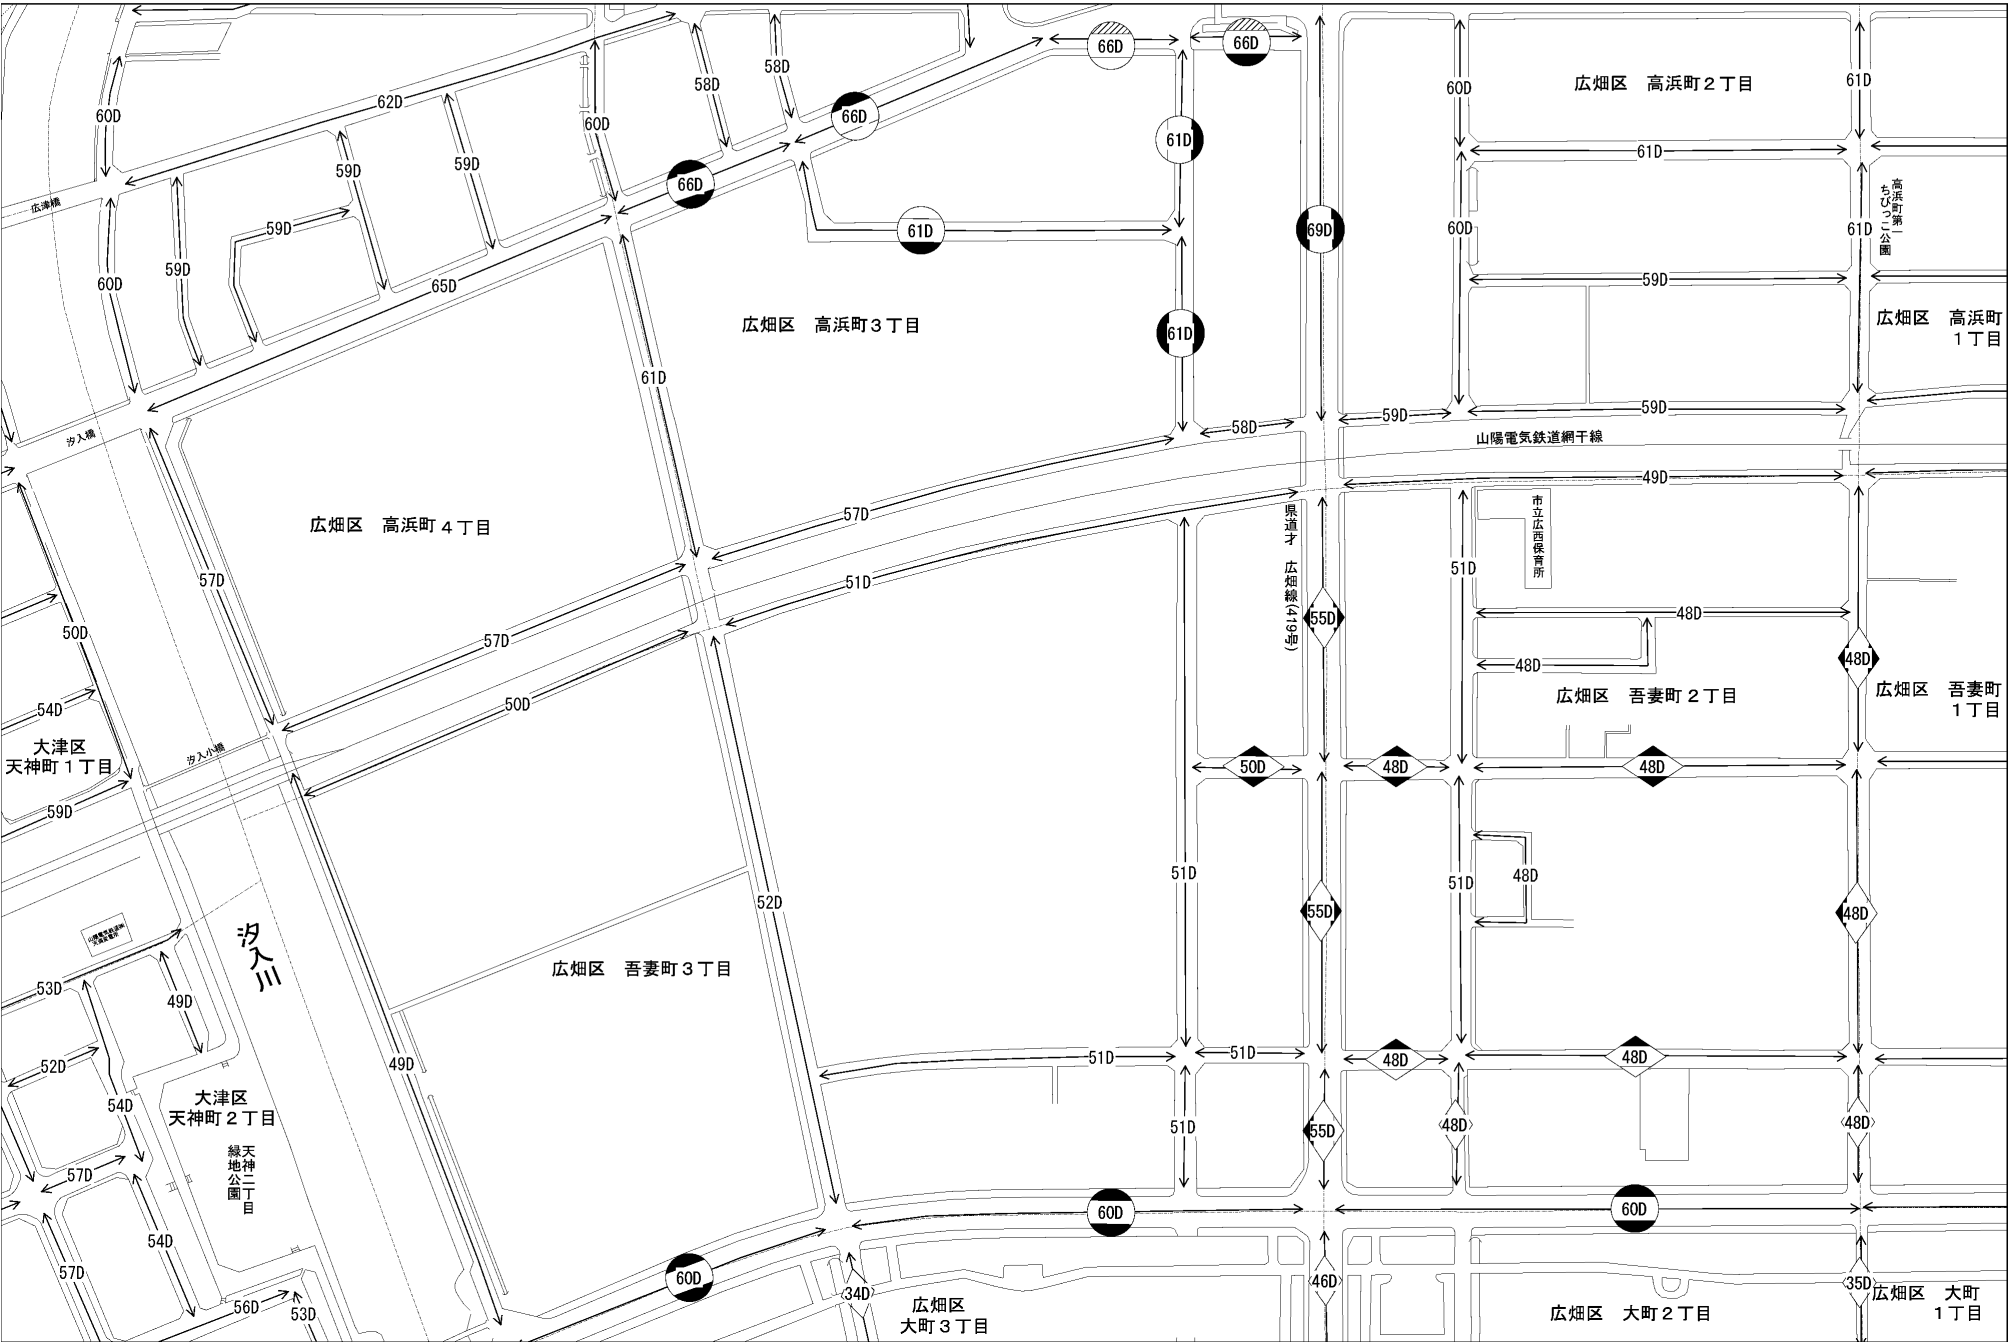 66D
66D
62D
58D
58D
60D
60D
66D
60D
広畑区　高浜町２丁目
61D
61D
61D
59D
59D
66D
広津橋
59D
59D
60D
65D
61D
69D
60D
61D
高浜町第一
ちびっこ公園
59D
広畑区　高浜町３丁目
61D
広畑区　高浜町
１丁目
61D
58D
59D
59D
汐入橋
山陽電気鉄道網干線
49D
広畑区　高浜町４丁目
57D
県道才　広畑線(419号)
市立広西保育所
57D
51D
51D
50D
57D
55D
48D
48D
48D
54D
50D
広畑区　吾妻町２丁目
広畑区　吾妻町
１丁目
大津区
天神町１丁目
汐入小橋
50D
48D
48D
59D
51D
51D
48D
52D
55D
48D
汐入川
広畑区　吾妻町３丁目
53D
49D
49D
51D
51D
48D
48D
52D
大津区
天神町２丁目
54D
51D
55D
48D
48D
天神二丁目
緑地公園
57D
54D
60D
60D
57D
60D
56D
53D
34D
46D
35D
広畑区
大町３丁目
広畑区　大町２丁目
広畑区　大町
１丁目